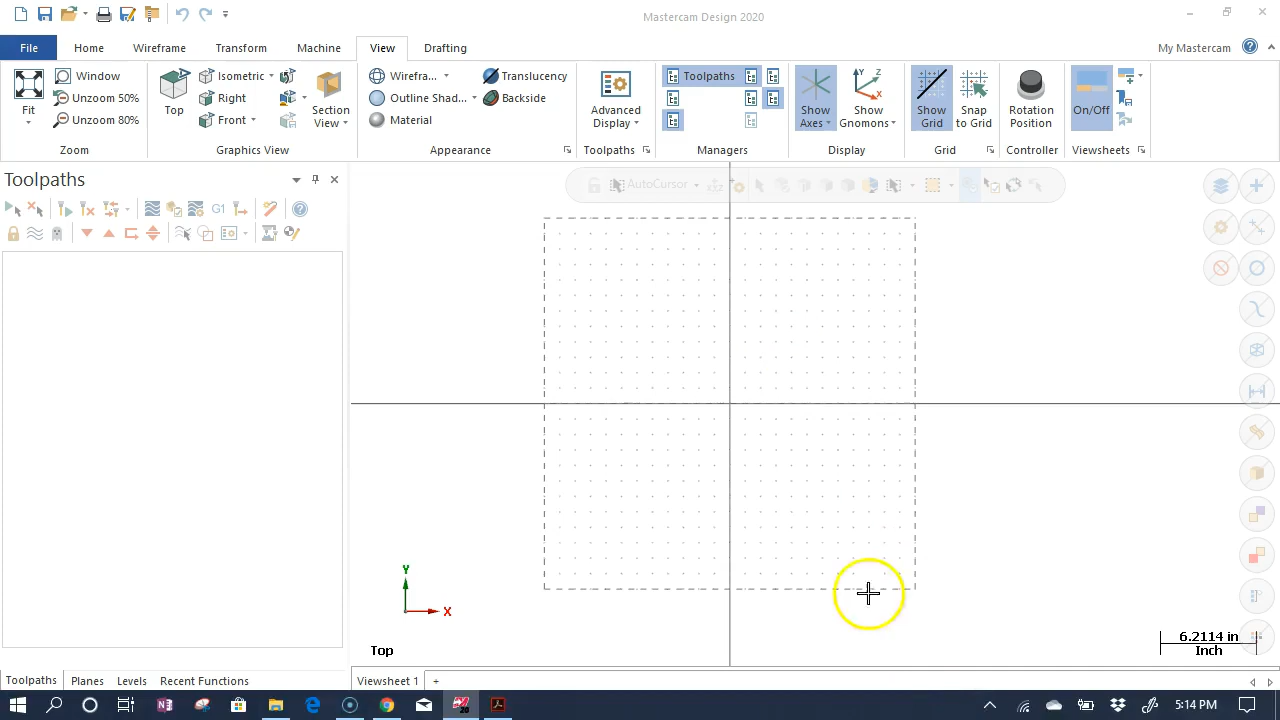 Mastercam Design 2020
File Home Wireframe Transform Machine View Drafting My Mastercam
Fit
Window
Unzoom 50%
Unzoom 80%
Zoom
Top
Isometric
Right
Front
Section View
Graphics View
Wirefra...
Outline Shad...
Material
Translucency
Backside
Appearance
Advanced Display
Toolpaths
Toolpaths
Managers
Show Axes
Show Gnomons
Display
Show Grid
Snap to Grid
Grid
Rotation Position
Controller
On/Off
Viewsheets
Toolpaths
G1
AutoCursor
Y
X
Top
6.2114 in
Inch
Toolpaths Planes Levels Recent Functions
Viewsheet 1 +
5:14 PM